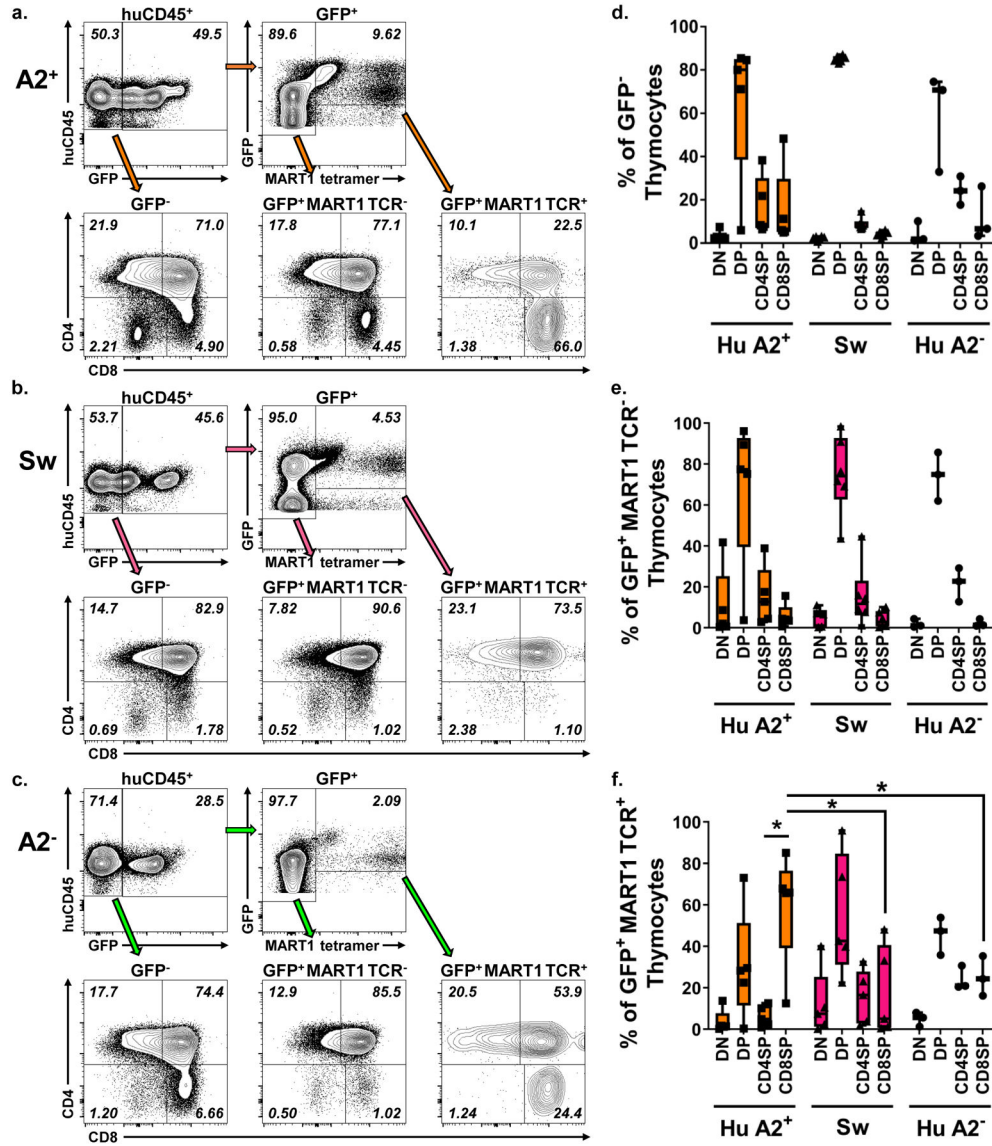 a.
huCD45⁺
GFP⁺
A2⁺
50.3 49.5
89.6 9.62
huCD45
GFP
GFP
MART1 tetramer
GFP⁻
GFP⁺MART1 TCR⁻
GFP⁺MART1 TCR⁺
21.9 71.0
17.8 77.1
10.1 22.5
CD4
2.21 4.90
0.58 4.45
1.38 66.0
CD8
b.
huCD45⁺
GFP⁺
Sw
53.7 45.6
95.0 4.53
huCD45
GFP
GFP
MART1 tetramer
GFP⁻
GFP⁺MART1 TCR⁻
GFP⁺MART1 TCR⁺
14.7 82.9
7.82 90.6
23.1 73.5
CD4
0.69 1.78
0.52 1.02
2.38 1.10
CD8
c.
huCD45⁺
GFP⁺
A2⁻
71.4 28.5
97.7 2.09
huCD45
GFP
GFP
MART1 tetramer
GFP⁻
GFP⁺MART1 TCR⁻
GFP⁺MART1 TCR⁺
17.7 74.4
12.9 85.5
20.5 53.9
CD4
1.20 6.66
0.50 1.02
1.24 24.4
CD8
d.
% of GFP⁻
Thymocytes
100
80
60
40
20
0
DN DP CD4SP CD8SP DN DP CD4SP CD8SP DN DP CD4SP CD8SP
Hu A2⁺ Sw Hu A2⁻
e.
% of GFP⁺ MART1 TCR⁻
Thymocytes
100
80
60
40
20
0
DN DP CD4SP CD8SP DN DP CD4SP CD8SP DN DP CD4SP CD8SP
Hu A2⁺ Sw Hu A2⁻
f.
% of GFP⁺ MART1 TCR⁺
Thymocytes
*
*
*
100
80
60
40
20
0
DN DP CD4SP CD8SP DN DP CD4SP CD8SP DN DP CD4SP CD8SP
Hu A2⁺ Sw Hu A2⁻